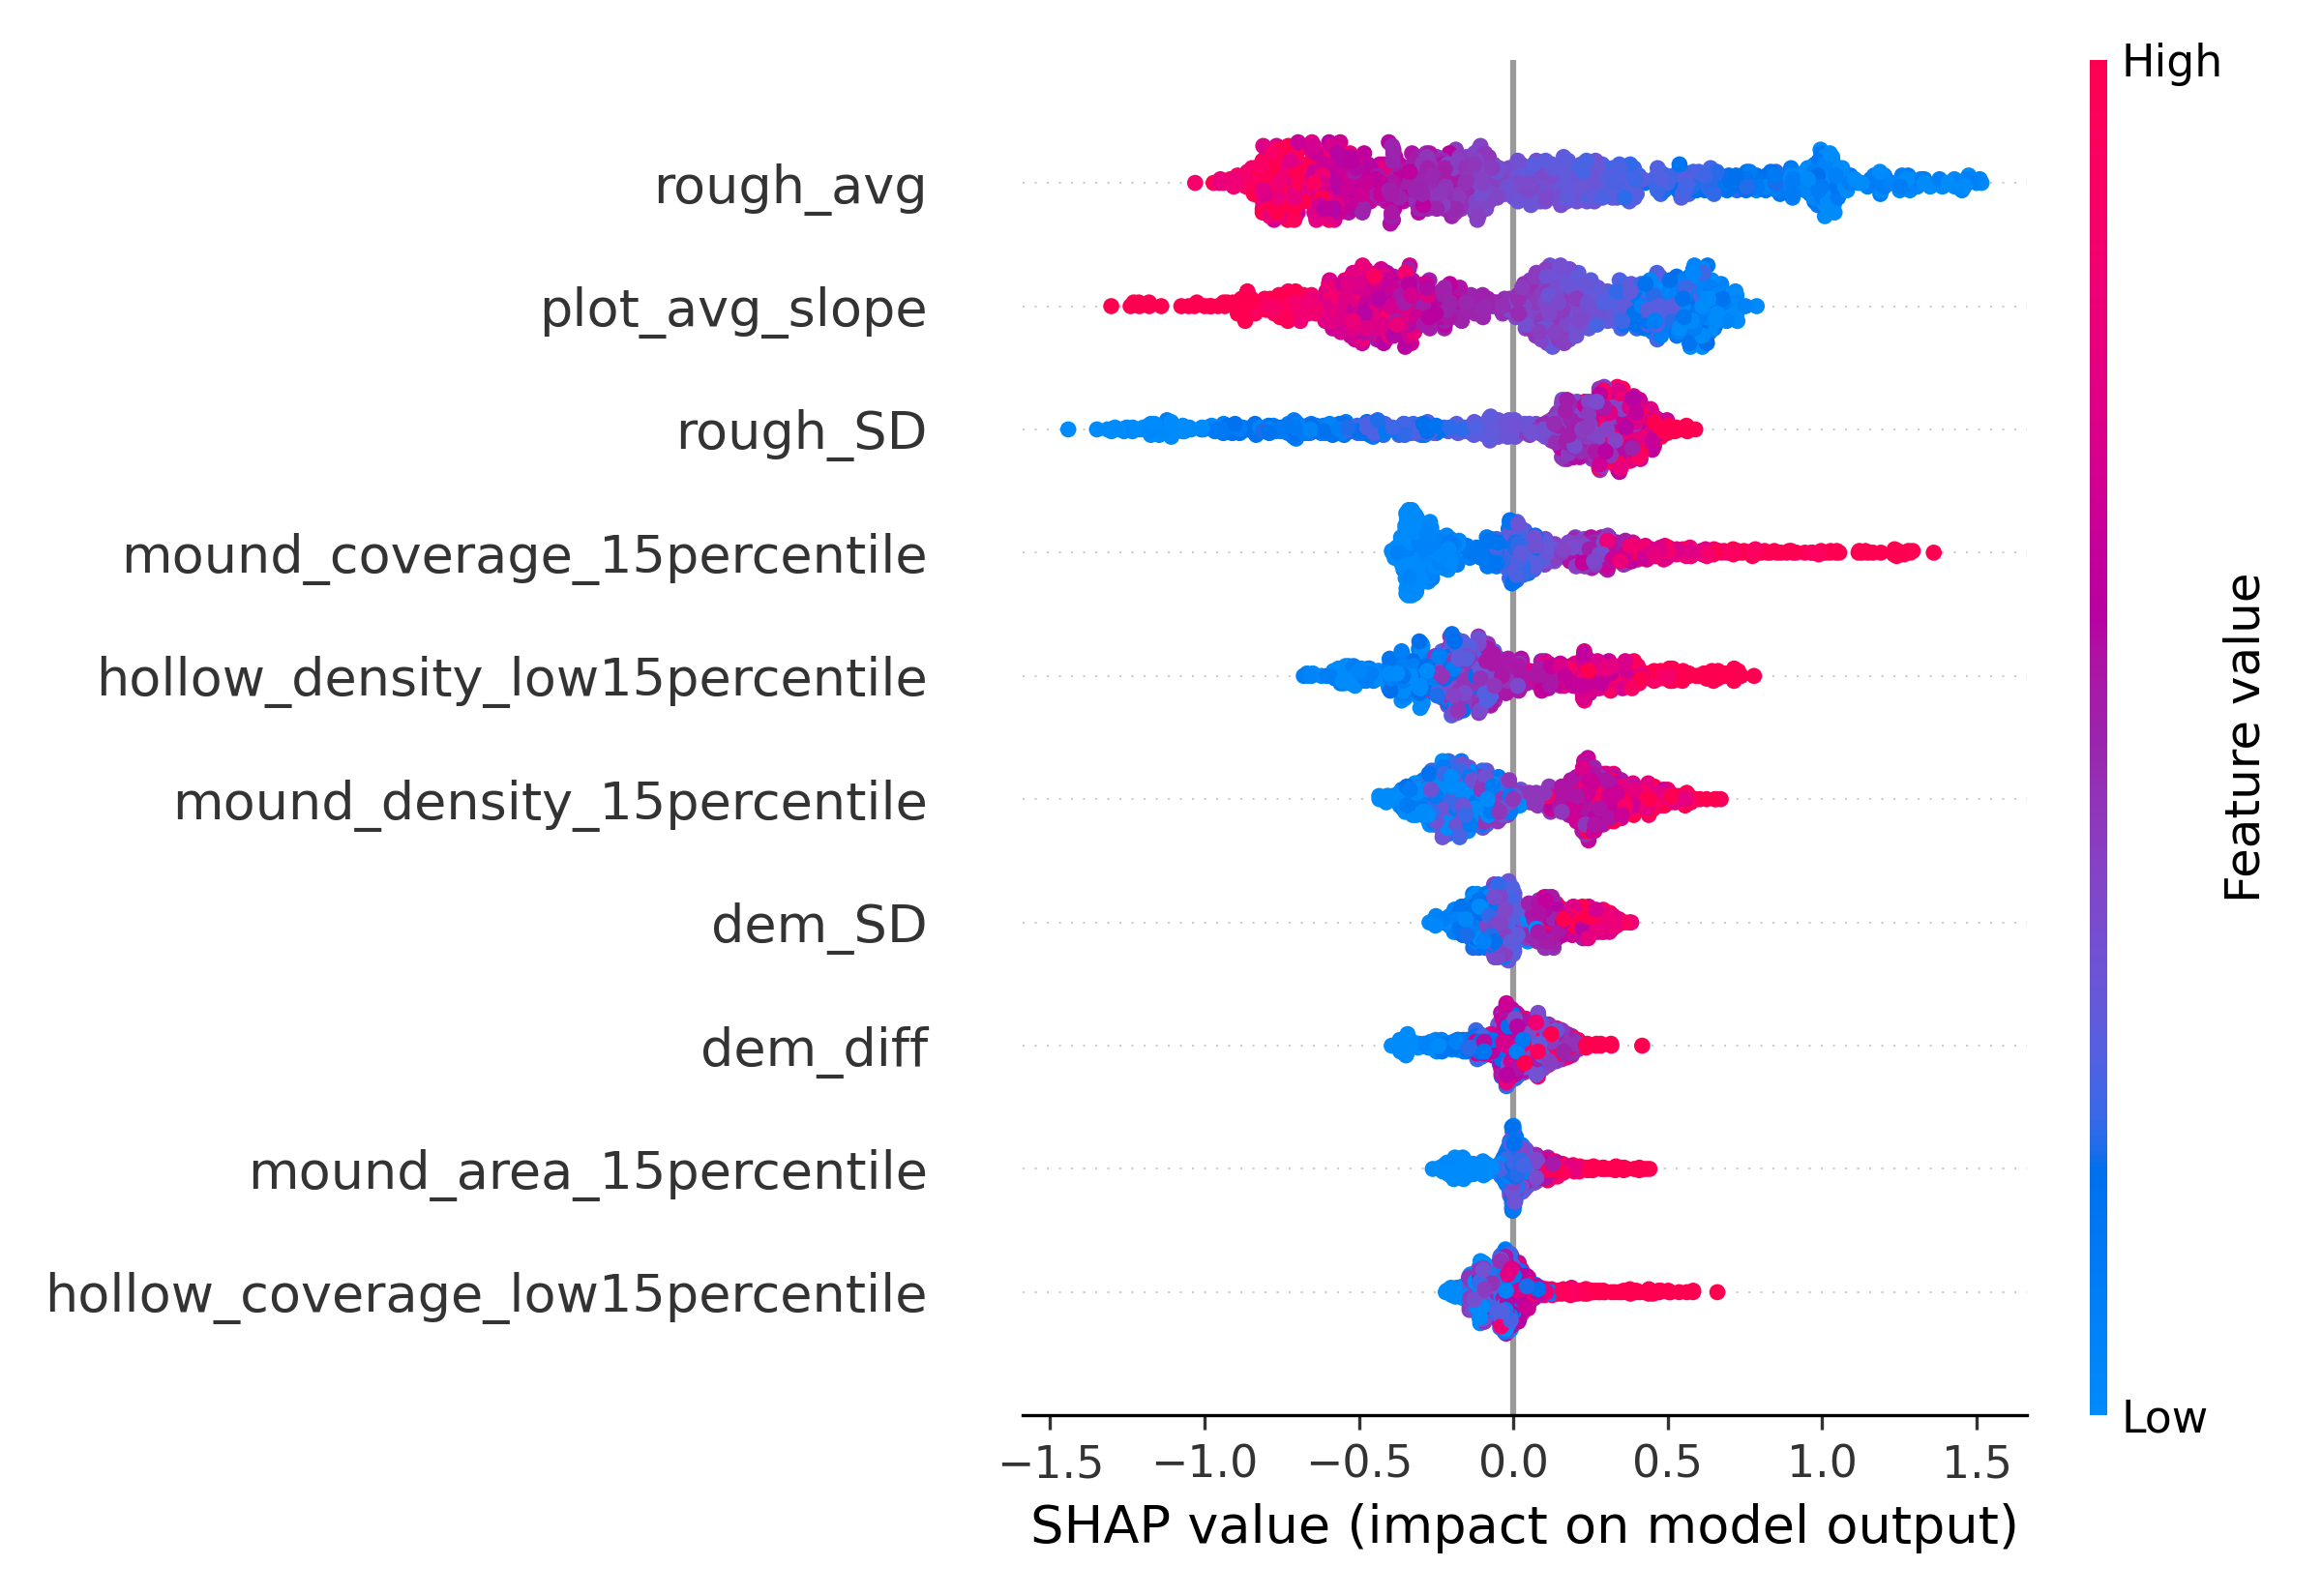 High
rough_avg
plot_avg_slope
rough_SD
mound_coverage_15percentile
hollow_density_low15percentile
mound_density_15percentile
dem_SD
dem_diff
mound_area_15percentile
hollow_coverage_low15percentile
Feature value
Low
−1.5 −1.0 −0.5 0.0 0.5 1.0 1.5
SHAP value (impact on model output)